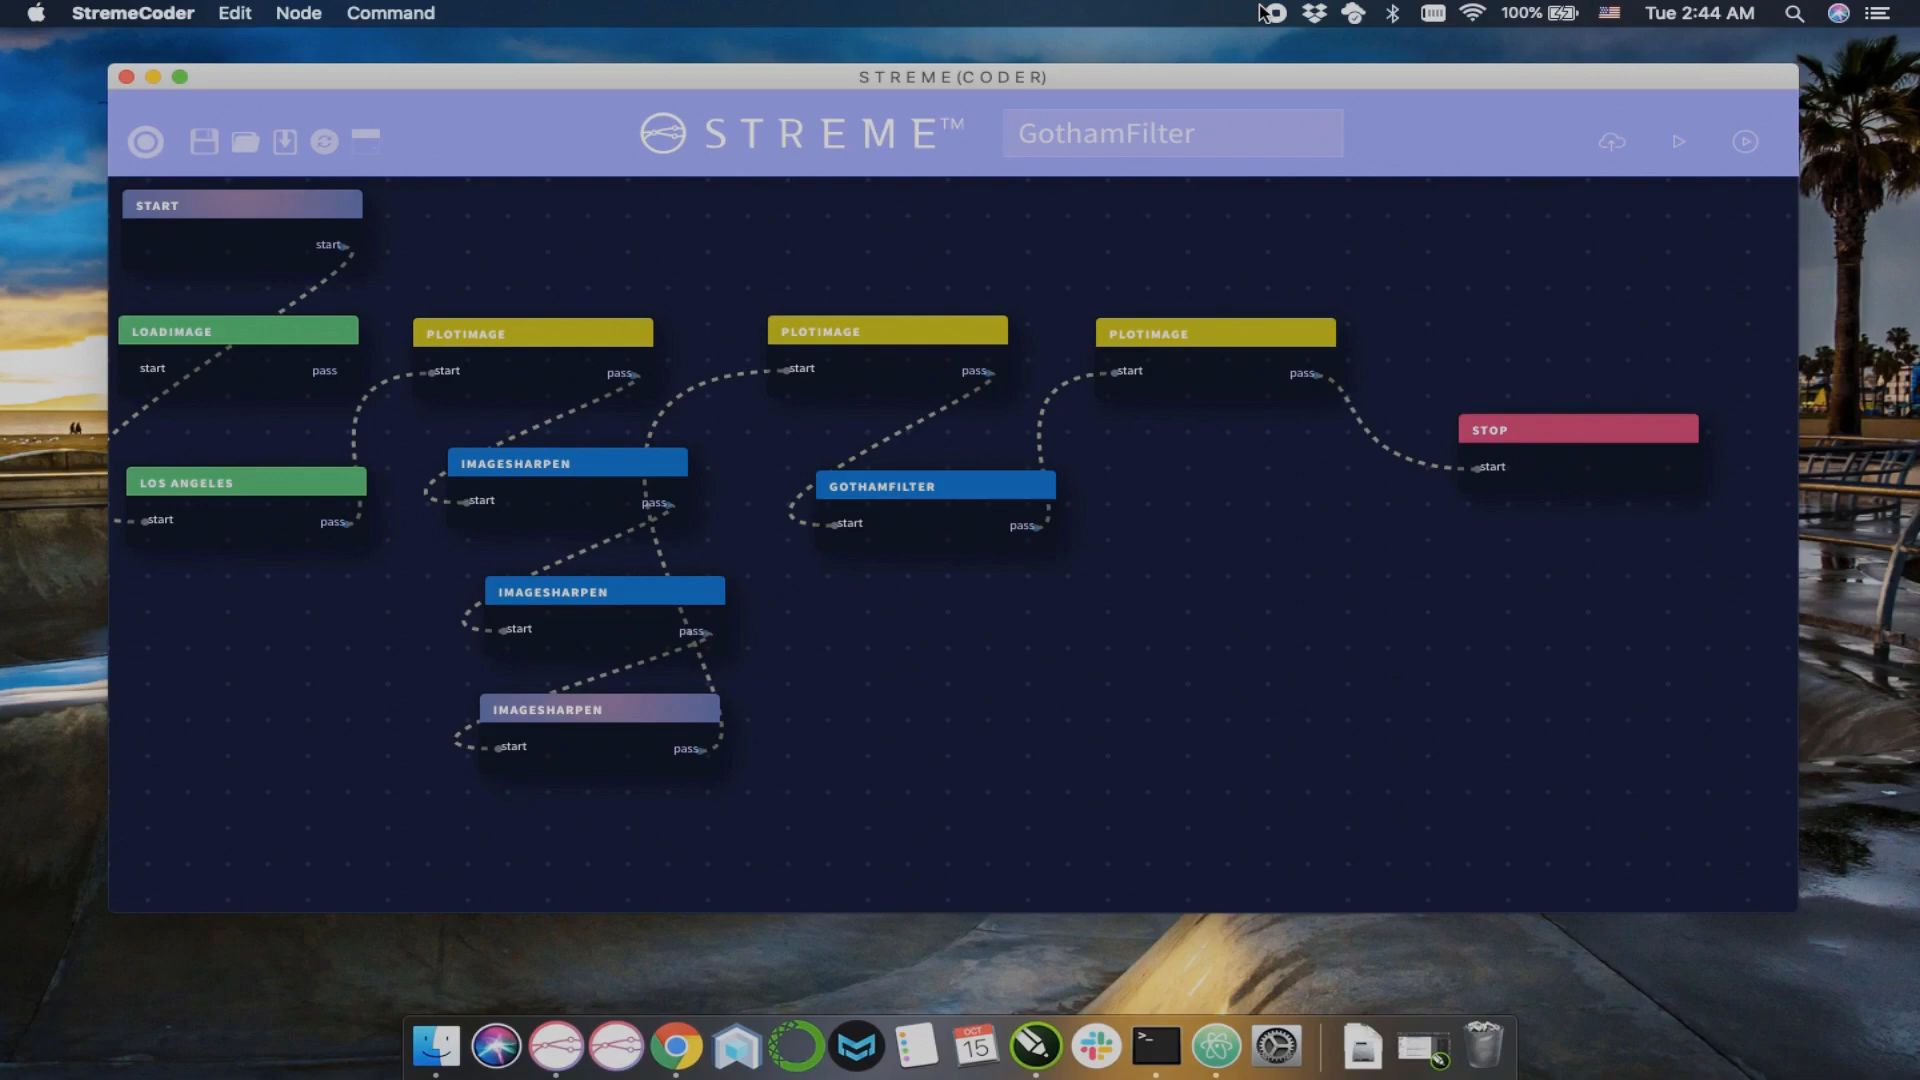 StremeCoder Edit Node Command 100% Tue 2:44 AM
STREME(CODER)
STREME™ GothamFilter
START
start
LOADIMAGE
start pass
PLOTIMAGE
start pass
PLOTIMAGE
start pass
PLOTIMAGE
start pass
STOP
start
LOS ANGELES
start pass
IMAGESHARPEN
start pass
GOTHAMFILTER
start pass
IMAGESHARPEN
start pass
IMAGESHARPEN
start pass
OCT
15
>_